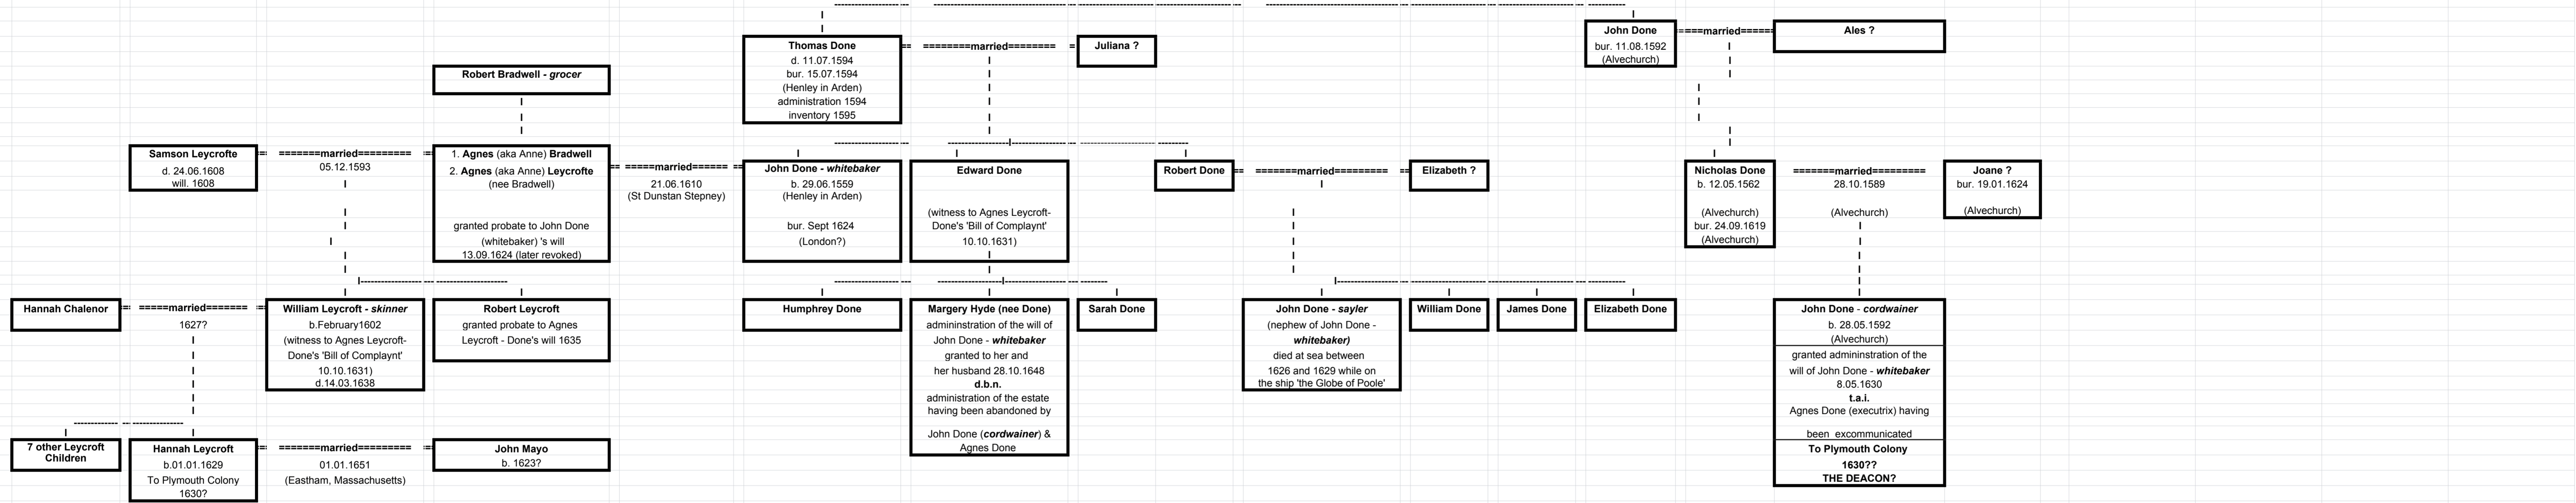 John Done
bur. 11.08.1592
(Alvechurch)
=====married======
Ales ?
Thomas Done
d. 11.07.1594
bur. 15.07.1594
(Henley in Arden)
administration 1594
inventory 1595
========married========
Juliana ?
Robert Bradwell - grocer
Samson Leycrofte
d. 24.06.1608
will. 1608
=======married=========
05.12.1593
1. Agnes (aka Anne) Bradwell
2. Agnes (aka Anne) Leycrofte
(nee Bradwell)
granted probate to John Done
(whitebaker) 's will
13.09.1624 (later revoked)
======married=======
21.06.1610
(St Dunstan Stepney)
John Done - whitebaker
b. 29.06.1559
(Henley in Arden)
bur. Sept 1624
(London?)
Edward Done
(witness to Agnes Leycroft-
Done's 'Bill of Complaynt'
10.10.1631)
Robert Done
=======married=========
Elizabeth ?
Nicholas Done
b. 12.05.1562
(Alvechurch)
bur. 24.09.1619
(Alvechurch)
=======married=========
28.10.1589
(Alvechurch)
Joane ?
bur. 19.01.1624
(Alvechurch)
Hannah Chalenor
=====married=======
1627?
William Leycroft - skinner
b.February1602
(witness to Agnes Leycroft-
Done's 'Bill of Complaynt'
10.10.1631)
d.14.03.1638
Robert Leycroft
granted probate to Agnes
Leycroft - Done's will 1635
Humphrey Done
Margery Hyde (nee Done)
admininstration of the will of
John Done - whitebaker
granted to her and
her husband 28.10.1648
d.b.n.
administration of the estate
having been abandoned by
John Done (cordwainer) &
Agnes Done
Sarah Done
John Done - sayler
(nephew of John Done -
whitebaker)
died at sea between
1626 and 1629 while on
the ship 'the Globe of Poole'
William Done
James Done
Elizabeth Done
John Done - cordwainer
b. 28.05.1592
(Alvechurch)
granted admininstration of the
will of John Done - whitebaker
8.05.1630
t.a.i.
Agnes Done (executrix) having
been excommunicated
To Plymouth Colony
1630??
THE DEACON?
7 other Leycroft
Children
Hannah Leycroft
b.01.01.1629
To Plymouth Colony
1630?
=======married=========
01.01.1651
(Eastham, Massachusetts)
John Mayo
b. 1623?